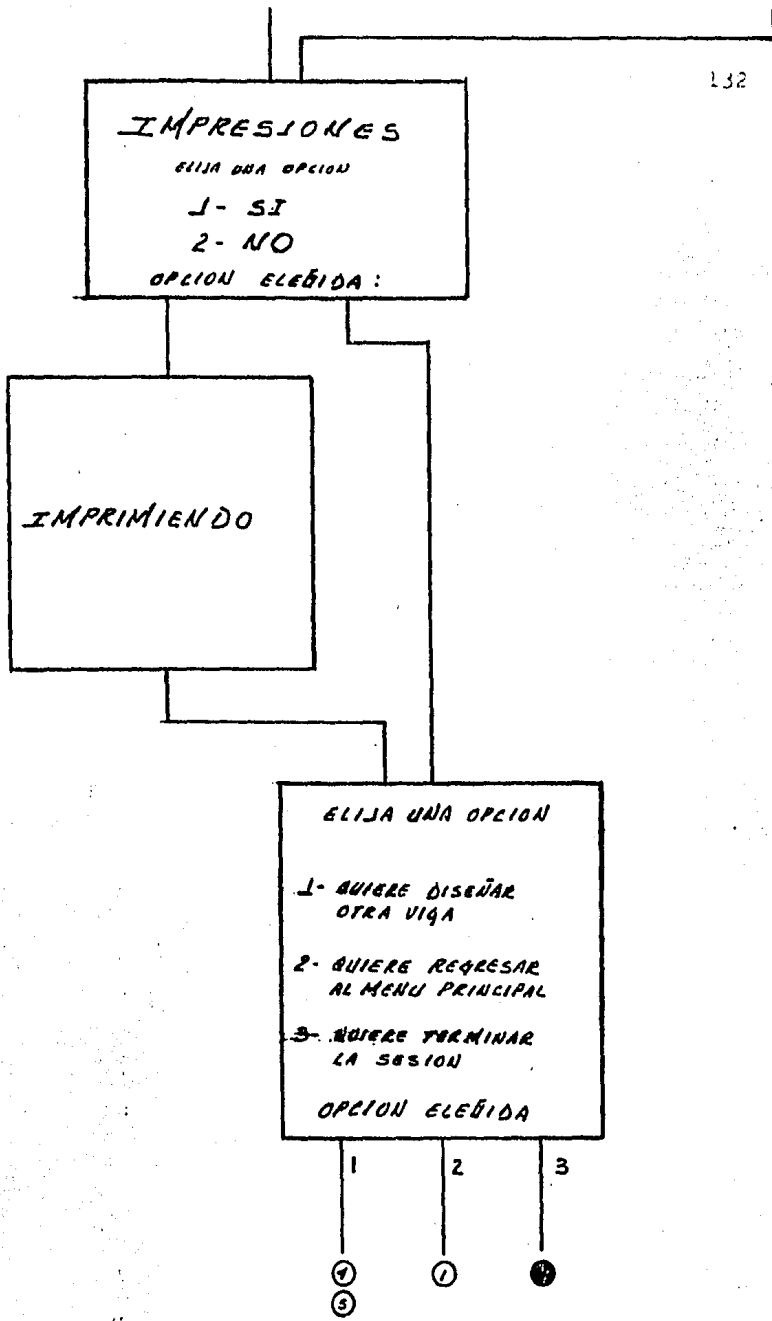 132
IMPRESIONES
ELIJA UNA OPCION
1- SI
2- NO
OPCION ELEGIDA:
IMPRIMIENDO
ELIJA UNA OPCION
1- QUIERE DISEÑAR
OTRA VIGA
2- QUIERE REGRESAR
AL MENU PRINCIPAL
3- QUIERE TERMINAR
LA SESION
OPCION ELEGIDA
1 2 3
1
5